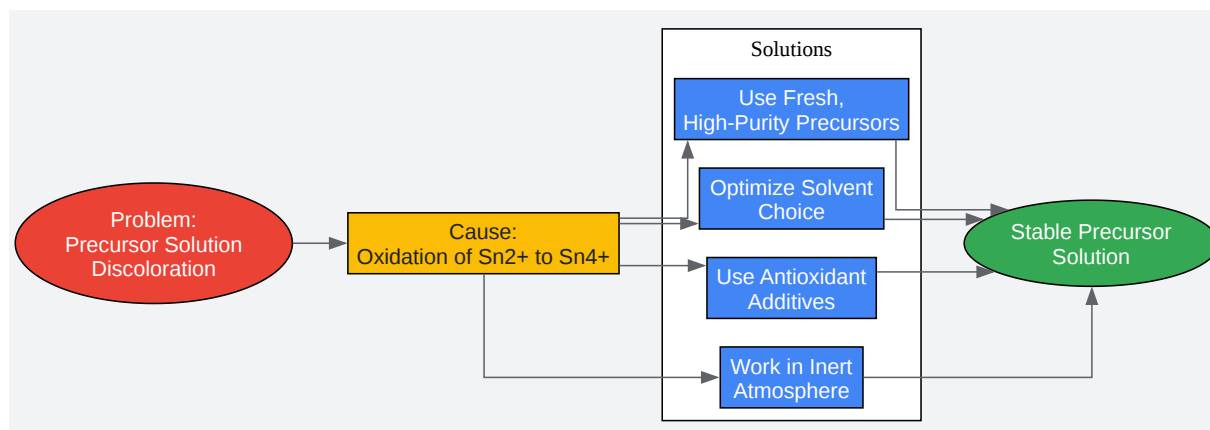 Problem:
Precursor Solution
Discoloration
Cause:
Oxidation of Sn2+ to Sn4+
Solutions
Use Fresh,
High-Purity Precursors
Optimize Solvent
Choice
Use Antioxidant
Additives
Work in Inert
Atmosphere
Stable Precursor
Solution